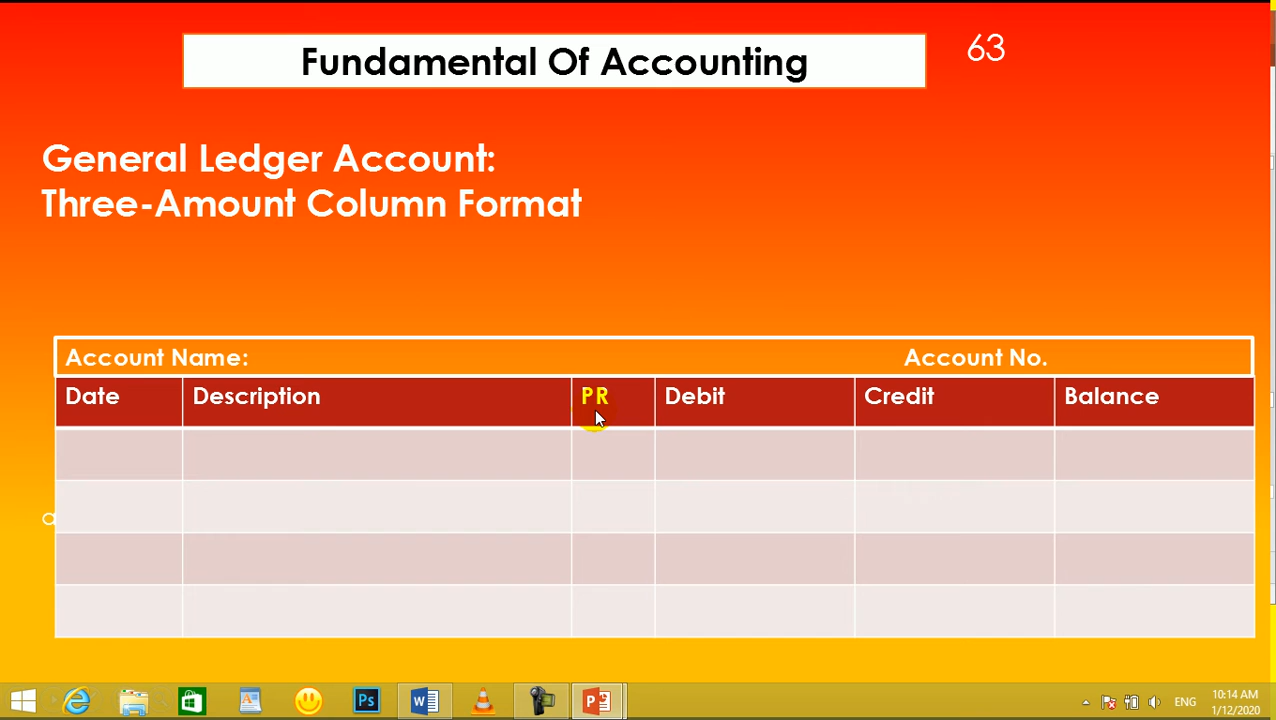 Fundamental Of Accounting
63
General Ledger Account:
Three-Amount Column Format
Account Name: Account No.
Date Description PR Debit Credit Balance
a
Ps
W
P
ENG
10:14 AM
1/12/2020